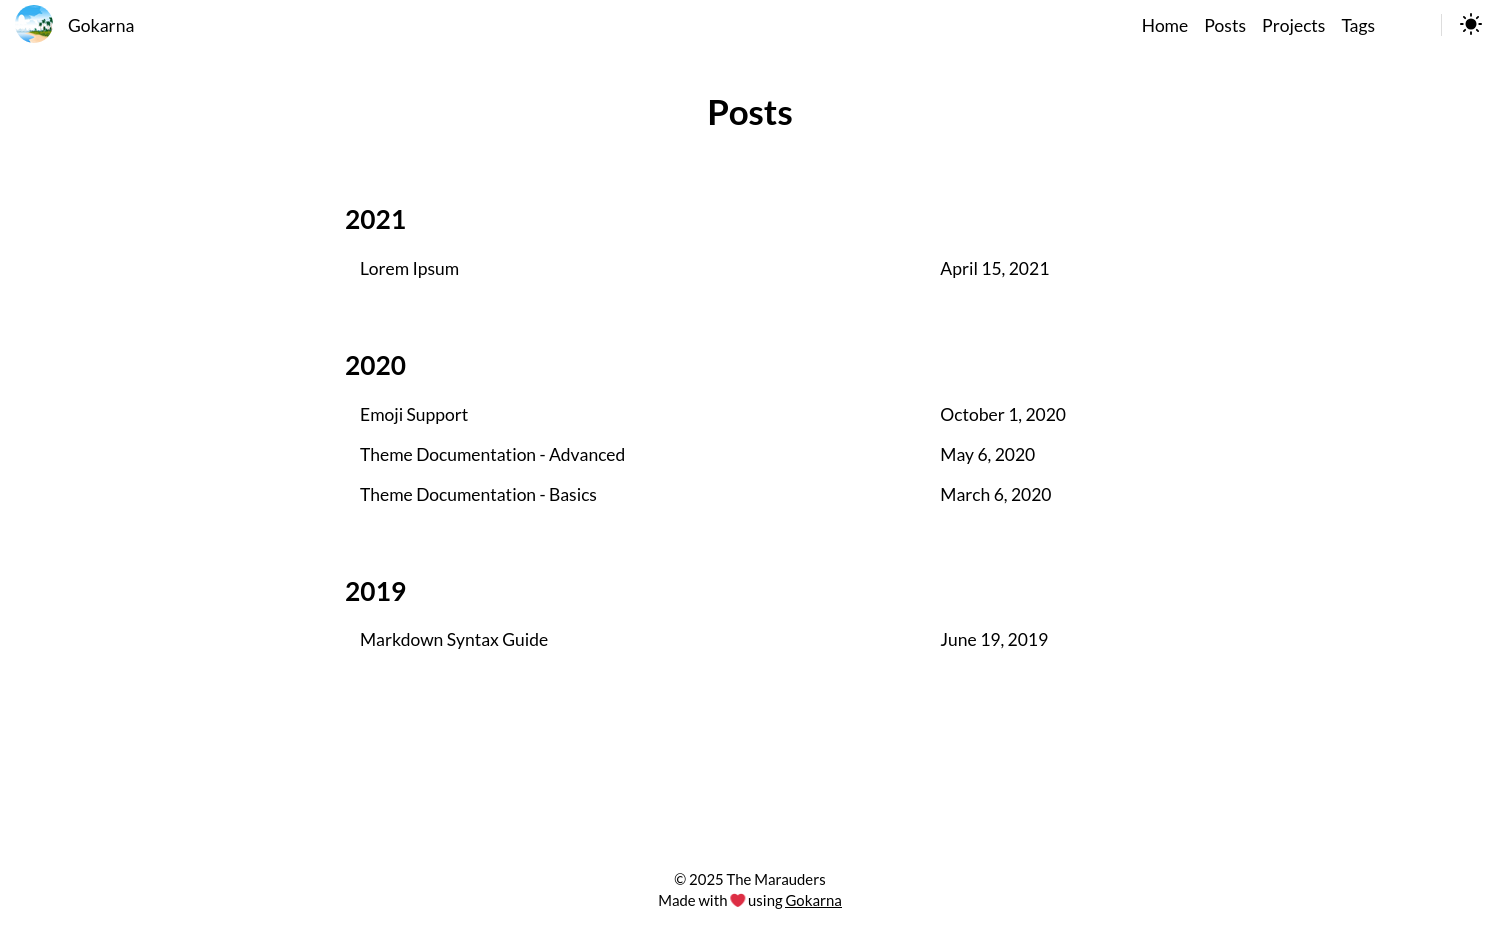 Gokarna
Home Posts Projects Tags
Posts
2021
Lorem Ipsum April 15, 2021
2020
Emoji Support October 1, 2020
Theme Documentation - Advanced May 6, 2020
Theme Documentation - Basics March 6, 2020
2019
Markdown Syntax Guide June 19, 2019
© 2025 The Marauders
Made with ❤️ using Gokarna